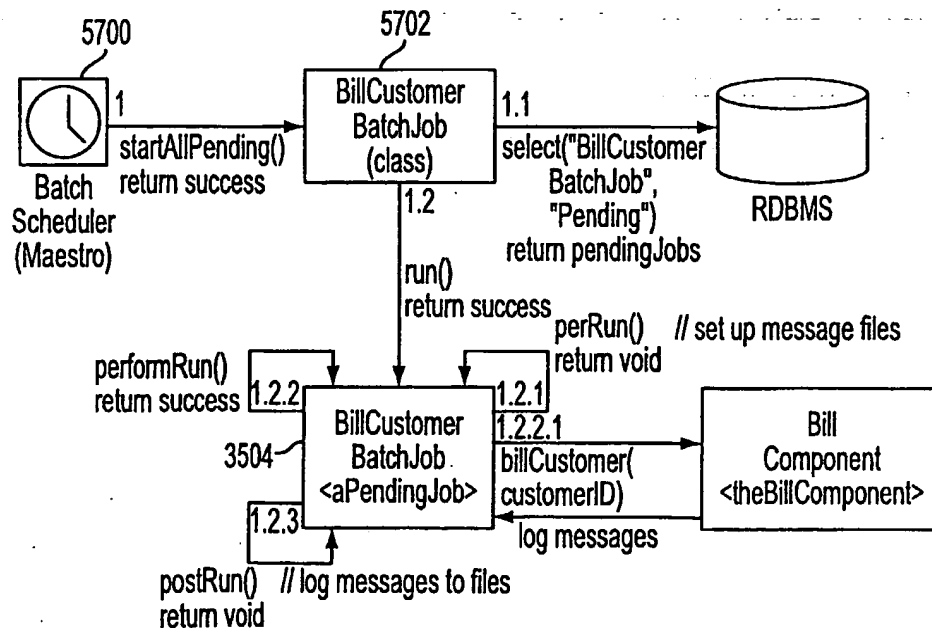 5700
5702
1
startAllPending()
return success
Batch
Scheduler
(Maestro)
BillCustomer
BatchJob
(class)
1.1
select("BillCustomer
BatchJob",
"Pending")
return pendingJobs
RDBMS
1.2
run()
return success
performRun()
return success
1.2.2
perRun() // set up message files
return void
1.2.1
3504
BillCustomer
BatchJob
<aPendingJob>
1.2.2.1
billCustomer(
customerID)
log messages
Bill
Component
<theBillComponent>
1.2.3
postRun() // log messages to files
return void